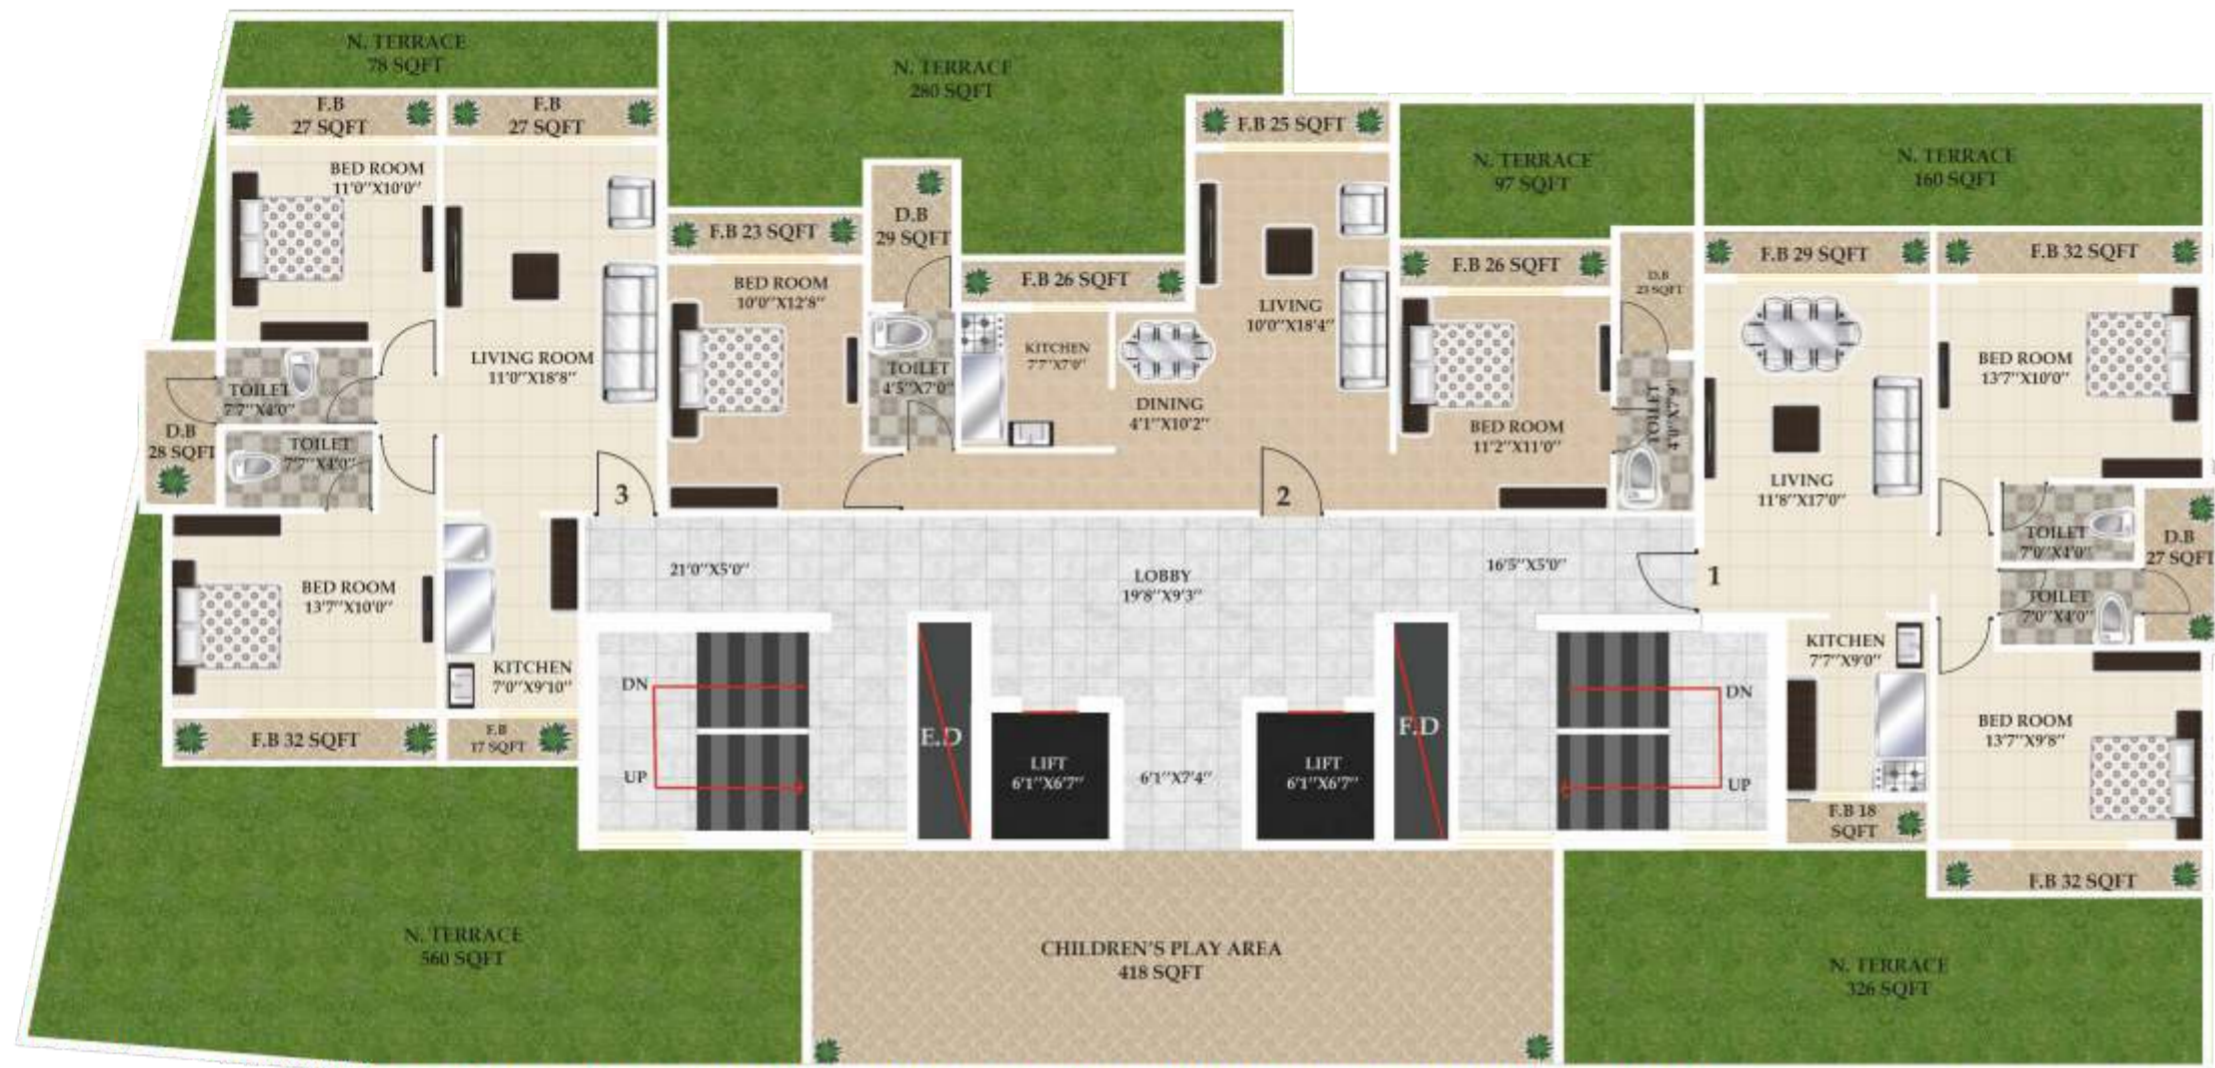 N. TERRACE
78 SQFT
N. TERRACE
280 SQFT
F.B
27 SQFT
F.B
27 SQFT
F.B 25 SQFT
N. TERRACE
97 SQFT
N. TERRACE
160 SQFT
BED ROOM
11'0"X10'0"
F.B 23 SQFT
D.B
29 SQFT
F.B 26 SQFT
F.B 26 SQFT
D.B
23 SQFT
F.B 29 SQFT
F.B 32 SQFT
LIVING ROOM
11'0"X18'8"
BED ROOM
10'0"X12'8"
TOILET
4'5"X7'0"
KITCHEN
7'7"X7'0"
DINING
4'1"X10'2"
LIVING
10'0"X18'4"
BED ROOM
11'2"X11'0"
TOILET
4'0"X7'9"
LIVING
11'8"X17'0"
BED ROOM
13'7"X10'0"
TOILET
7'7"X4'0"
D.B
28 SQFT
TOILET
7'7"X4'0"
3
2
TOILET
7'0"X4'0"
D.B
27 SQFT
TOILET
7'0"X4'0"
BED ROOM
13'7"X10'0"
KITCHEN
7'0"X9'10"
21'0"X5'0"
LOBBY
19'8"X9'3"
16'5"X5'0"
1
KITCHEN
7'7"X9'0"
BED ROOM
13'7"X9'8"
F.B 32 SQFT
F.B
17 SQFT
DN
UP
E.D
LIFT
6'1"X6'7"
6'1"X7'4"
LIFT
6'1"X6'7"
F.D
DN
UP
F.B 18
SQFT
F.B 32 SQFT
N. TERRACE
560 SQFT
CHILDREN'S PLAY AREA
418 SQFT
N. TERRACE
326 SQFT